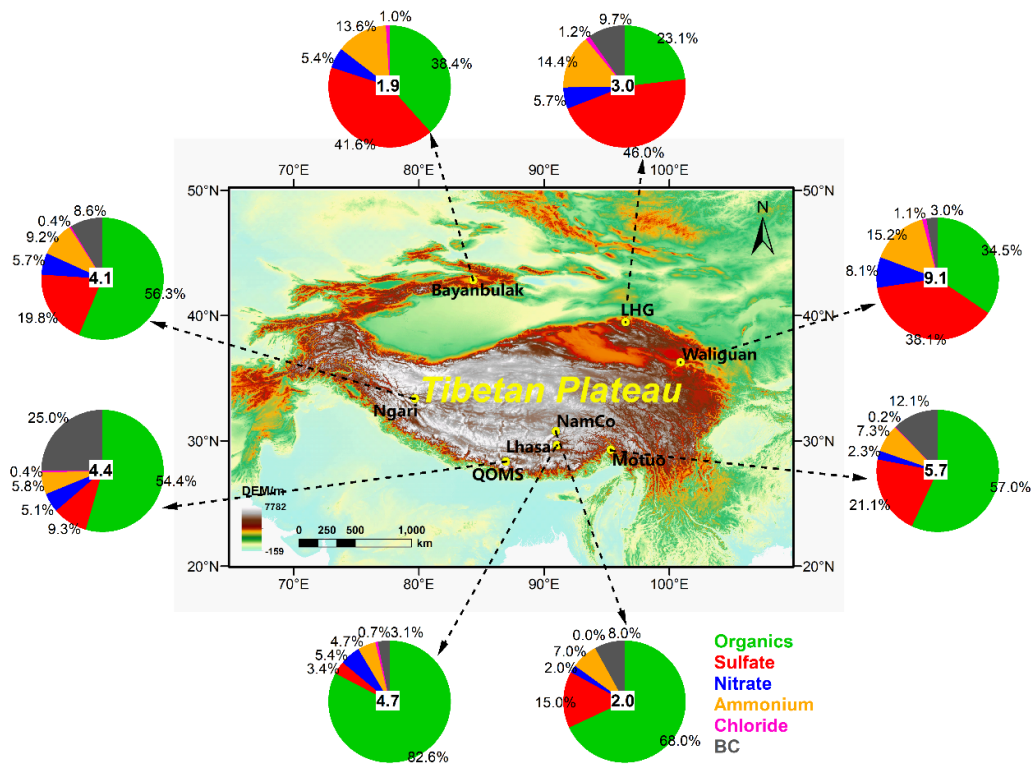 13.6%
1.0%
5.4%
38.4%
1.9
41.6%
9.7%
1.2%
23.1%
14.4%
3.0
5.7%
46.0%
70°E
80°E
90°E
100°E
50°N
50°N
N
8.6%
0.4%
9.2%
5.7%
4.1
56.3%
19.8%
1.1%
3.0%
15.2%
34.5%
8.1%
9.1
38.1%
Bayanbulak
LHG
40°N
40°N
Waliguan
Tibetan Plateau
Ngari
NamCo
Lhasa
Motuo
QOMS
30°N
30°N
25.0%
0.4%
4.4
5.8%
54.4%
5.1%
9.3%
12.1%
0.2%
7.3%
2.3%
5.7
21.1%
57.0%
DEM/m
7782
-159
0 250 500 1,000
km
20°N
20°N
70°E
80°E
90°E
100°E
0.7%
3.1%
4.7%
5.4%
3.4%
4.7
82.6%
0.0%
8.0%
7.0%
2.0%
15.0%
2.0
68.0%
Organics
Sulfate
Nitrate
Ammonium
Chloride
BC